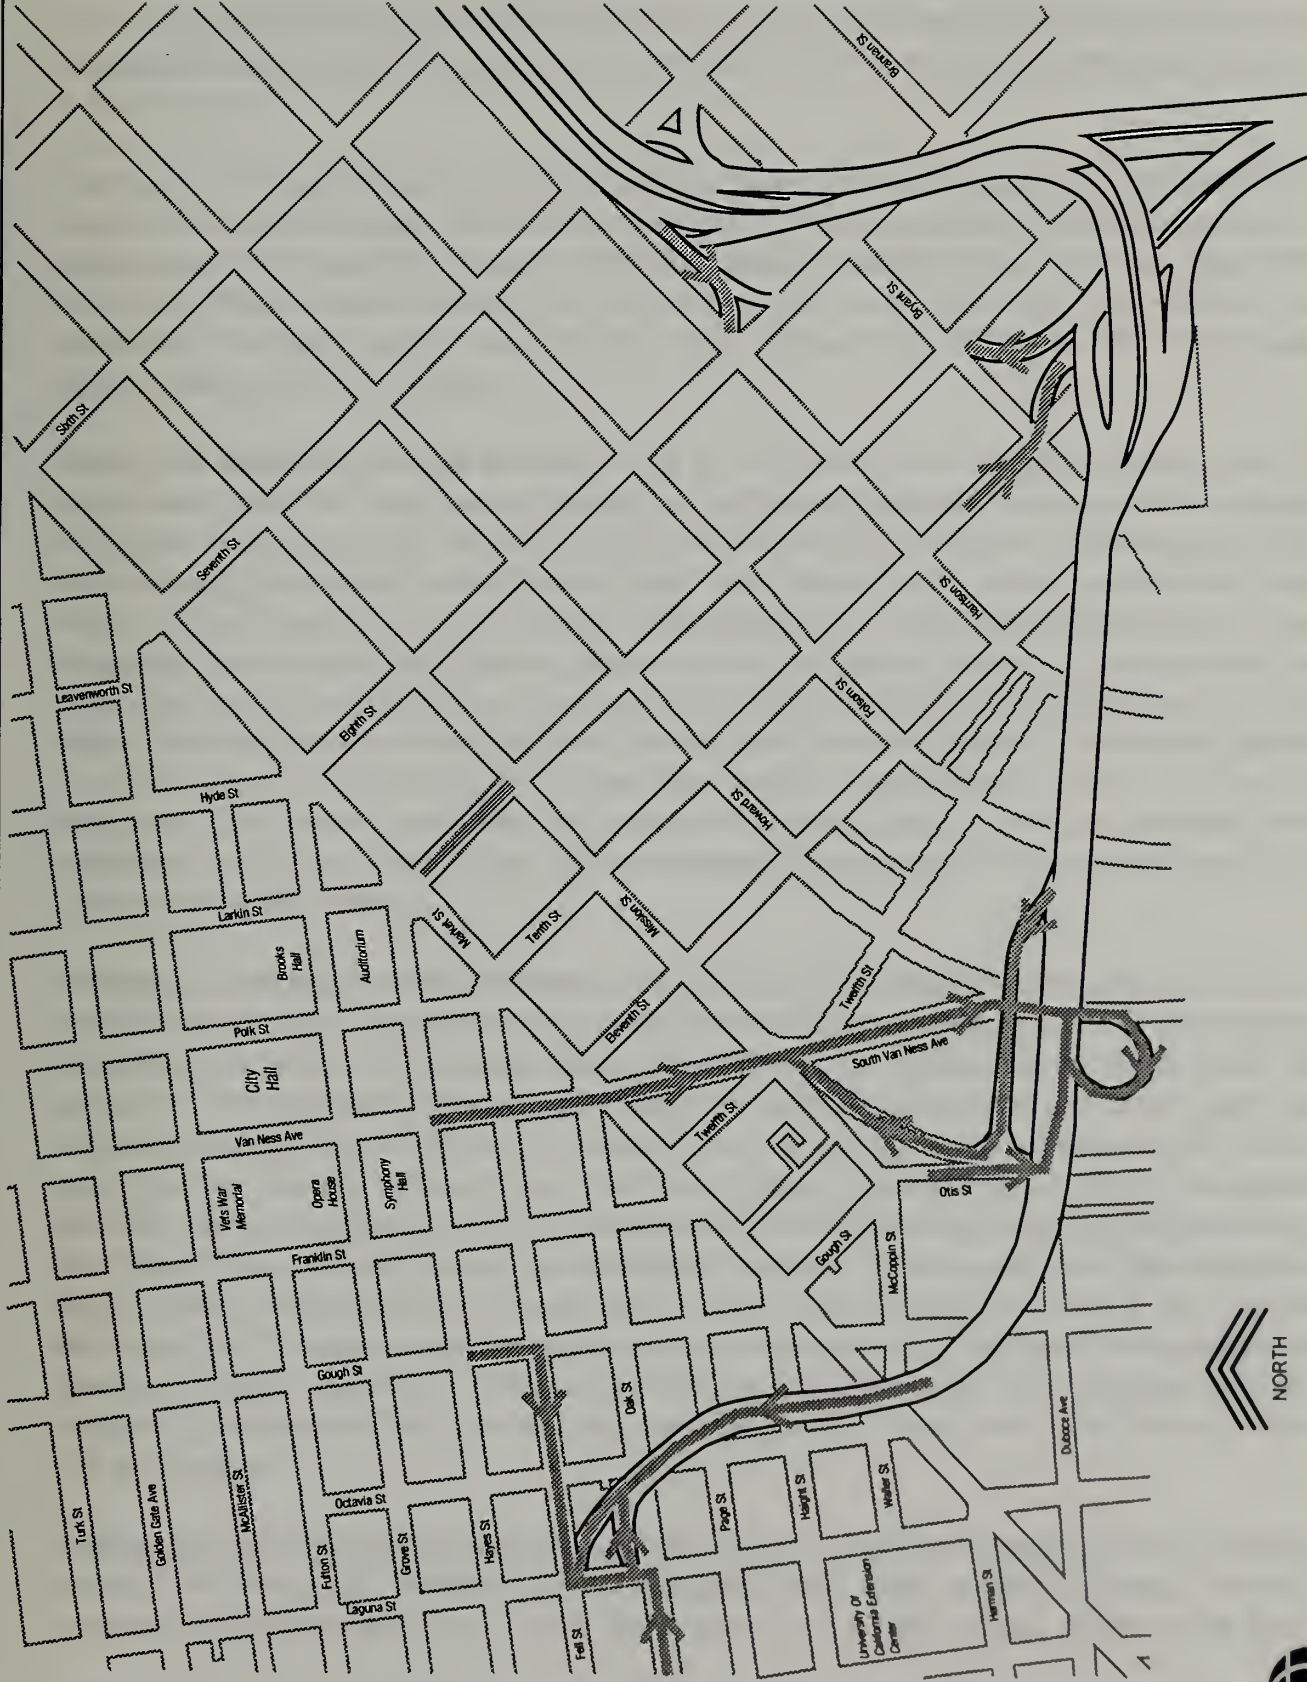 Brannan St
Bryant St
Sixth St
Seventh St
Harrison St
Leavenworth St
Folsom St
Eighth St
Hyde St
Howard St
Larkin St
Market St
Mission St
Tenth St
Brooks
Hall
Auditorium
Twelfth St
Polk St
Eleventh St
South Van Ness Ave
City
Hall
Twelfth St
Van Ness Ave
Vets War
Memorial
Opera
House
Symphony
Hall
Otis St
Gough St
McCoppin St
Franklin St
NORTH
Gough St
Oak St
Duboce Ave
Octavia St
Turk St
Golden Gate Ave
McAllister St
Fulton St
Grove St
Hayes St
Page St
Haight St
Waller St
Laguna St
Fell St
University Of
California Extension
Center
Herman St